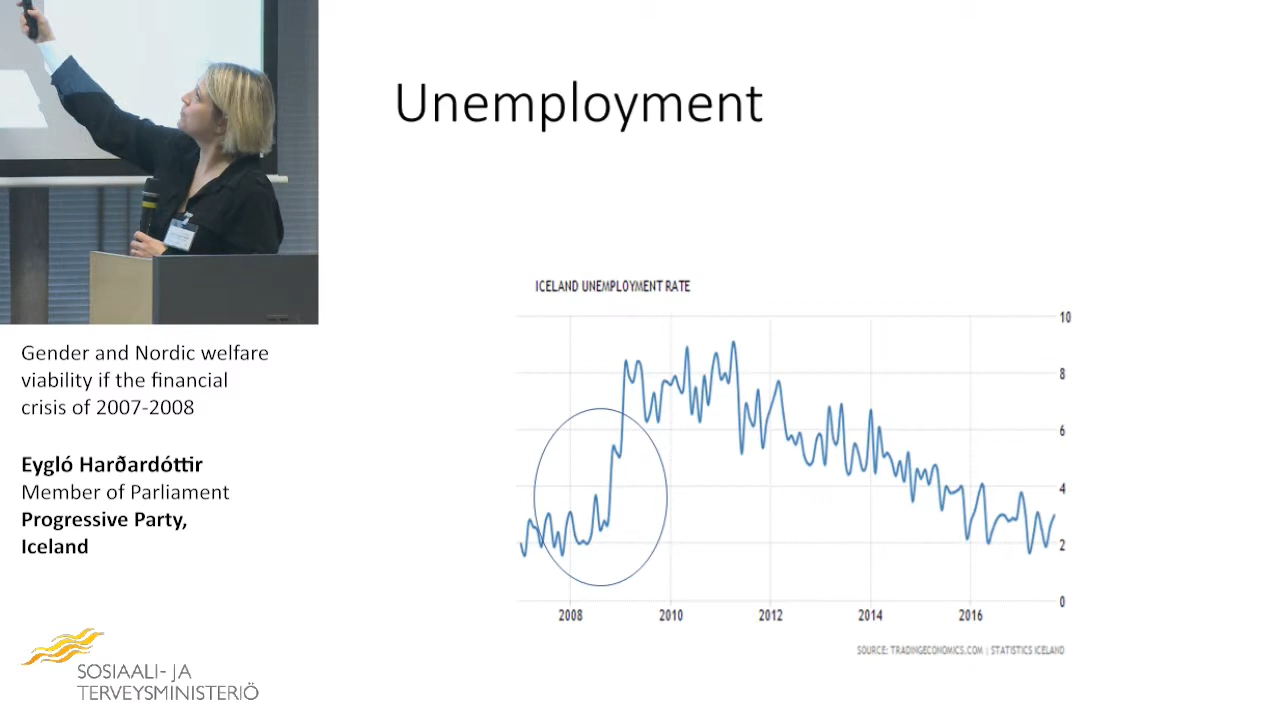 Unemployment
ICELAND UNEMPLOYMENT RATE
10
8
6
4
2
0
2008
2010
2012
2014
2016
SOURCE: TRADINGECONOMICS.COM | STATISTICS ICELAND
Gender and Nordic welfare
viability if the financial
crisis of 2007-2008
Eygló Harðardóttir
Member of Parliament
Progressive Party,
Iceland
SOSIAALI- JA
TERVEYSMINISTERIÖ